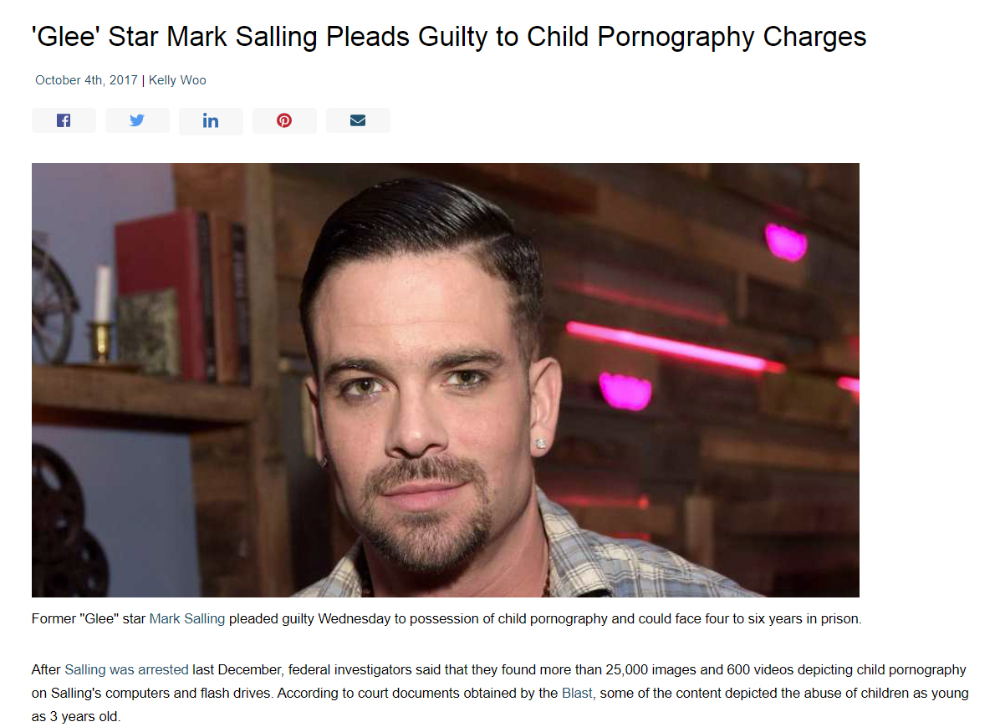 'Glee' Star Mark Salling Pleads Guilty to Child Pornography Charges
October 4th, 2017 | Kelly Woo
Former "Glee" star Mark Salling pleaded guilty Wednesday to possession of child pornography and could face four to six years in prison.
After Salling was arrested last December, federal investigators said that they found more than 25,000 images and 600 videos depicting child pornography
on Salling's computers and flash drives. According to court documents obtained by the Blast, some of the content depicted the abuse of children as young
as 3 years old.